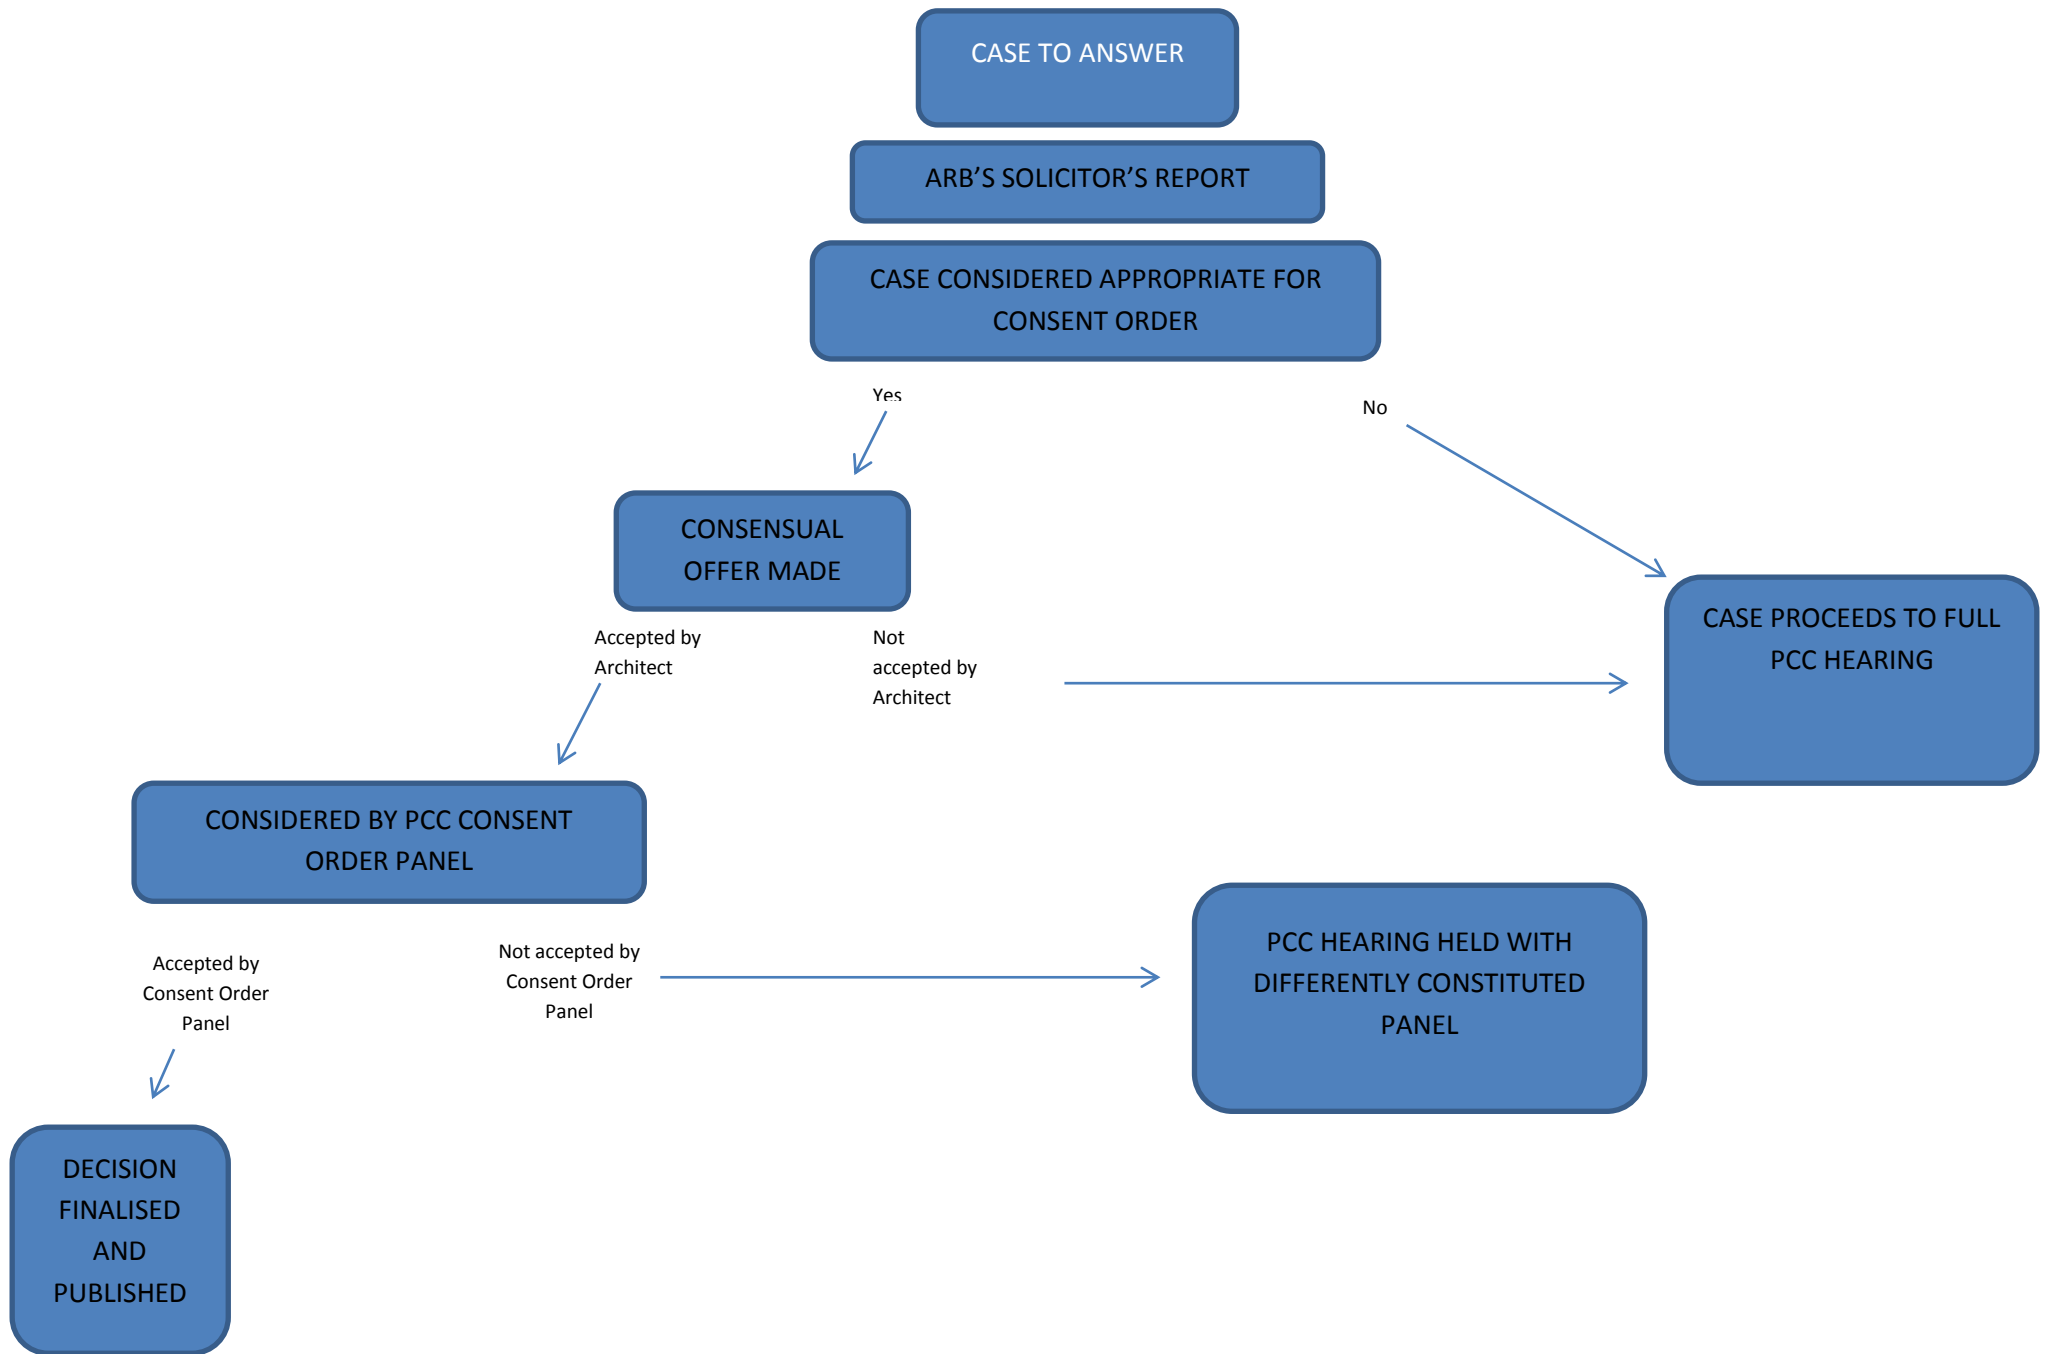 CASE TO ANSWER
ARB’S SOLICITOR’S REPORT
CASE CONSIDERED APPROPRIATE FOR
CONSENT ORDER
Yes
No
CONSENSUAL
OFFER MADE
CASE PROCEEDS TO FULL
PCC HEARING
Accepted by
Architect
Not
accepted by
Architect
CONSIDERED BY PCC CONSENT
ORDER PANEL
PCC HEARING HELD WITH
DIFFERENTLY CONSTITUTED
PANEL
Accepted by
Consent Order
Panel
Not accepted by
Consent Order
Panel
DECISION
FINALISED
AND
PUBLISHED